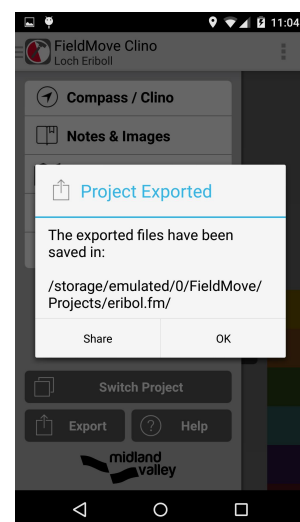 11:04
FieldMove Clino
Loch Eriboll
Compass / Clino
Notes & Images
Project Exported
The exported files have been
saved in:
/storage/emulated/0/FieldMove/
Projects/eribol.fm/
Share OK
Switch Project
Export Help
midland
valley